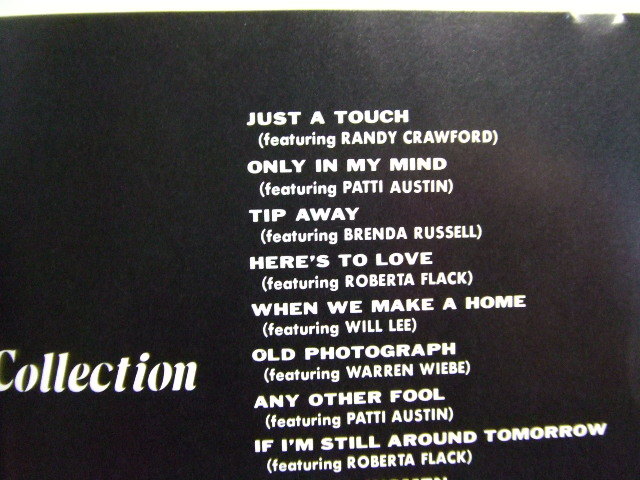 JUST A TOUCH
(featuring RANDY CRAWFORD)
ONLY IN MY MIND
(featuring PATTI AUSTIN)
TIP AWAY
(featuring BRENDA RUSSELL)
HERE'S TO LOVE
(featuring ROBERTA FLACK)
WHEN WE MAKE A HOME
(featuring WILL LEE)
OLD PHOTOGRAPH
(featuring WARREN WIEBE)
Collection
ANY OTHER FOOL
(featuring PATTI AUSTIN)
IF I'M STILL AROUND TOMORROW
(featuring ROBERTA FLACK)